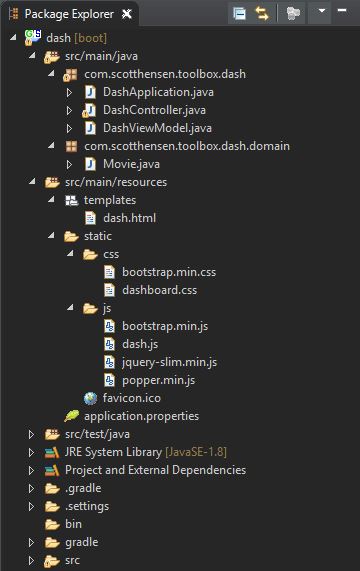 Package Explorer
dash [boot]
src/main/java
com.scotthensen.toolbox.dash
DashApplication.java
DashController.java
DashViewModel.java
com.scotthensen.toolbox.dash.domain
Movie.java
src/main/resources
templates
dash.html
static
css
bootstrap.min.css
dashboard.css
js
bootstrap.min.js
dash.js
jquery-slim.min.js
popper.min.js
favicon.ico
application.properties
src/test/java
JRE System Library [JavaSE-1.8]
Project and External Dependencies
.gradle
.settings
bin
gradle
src